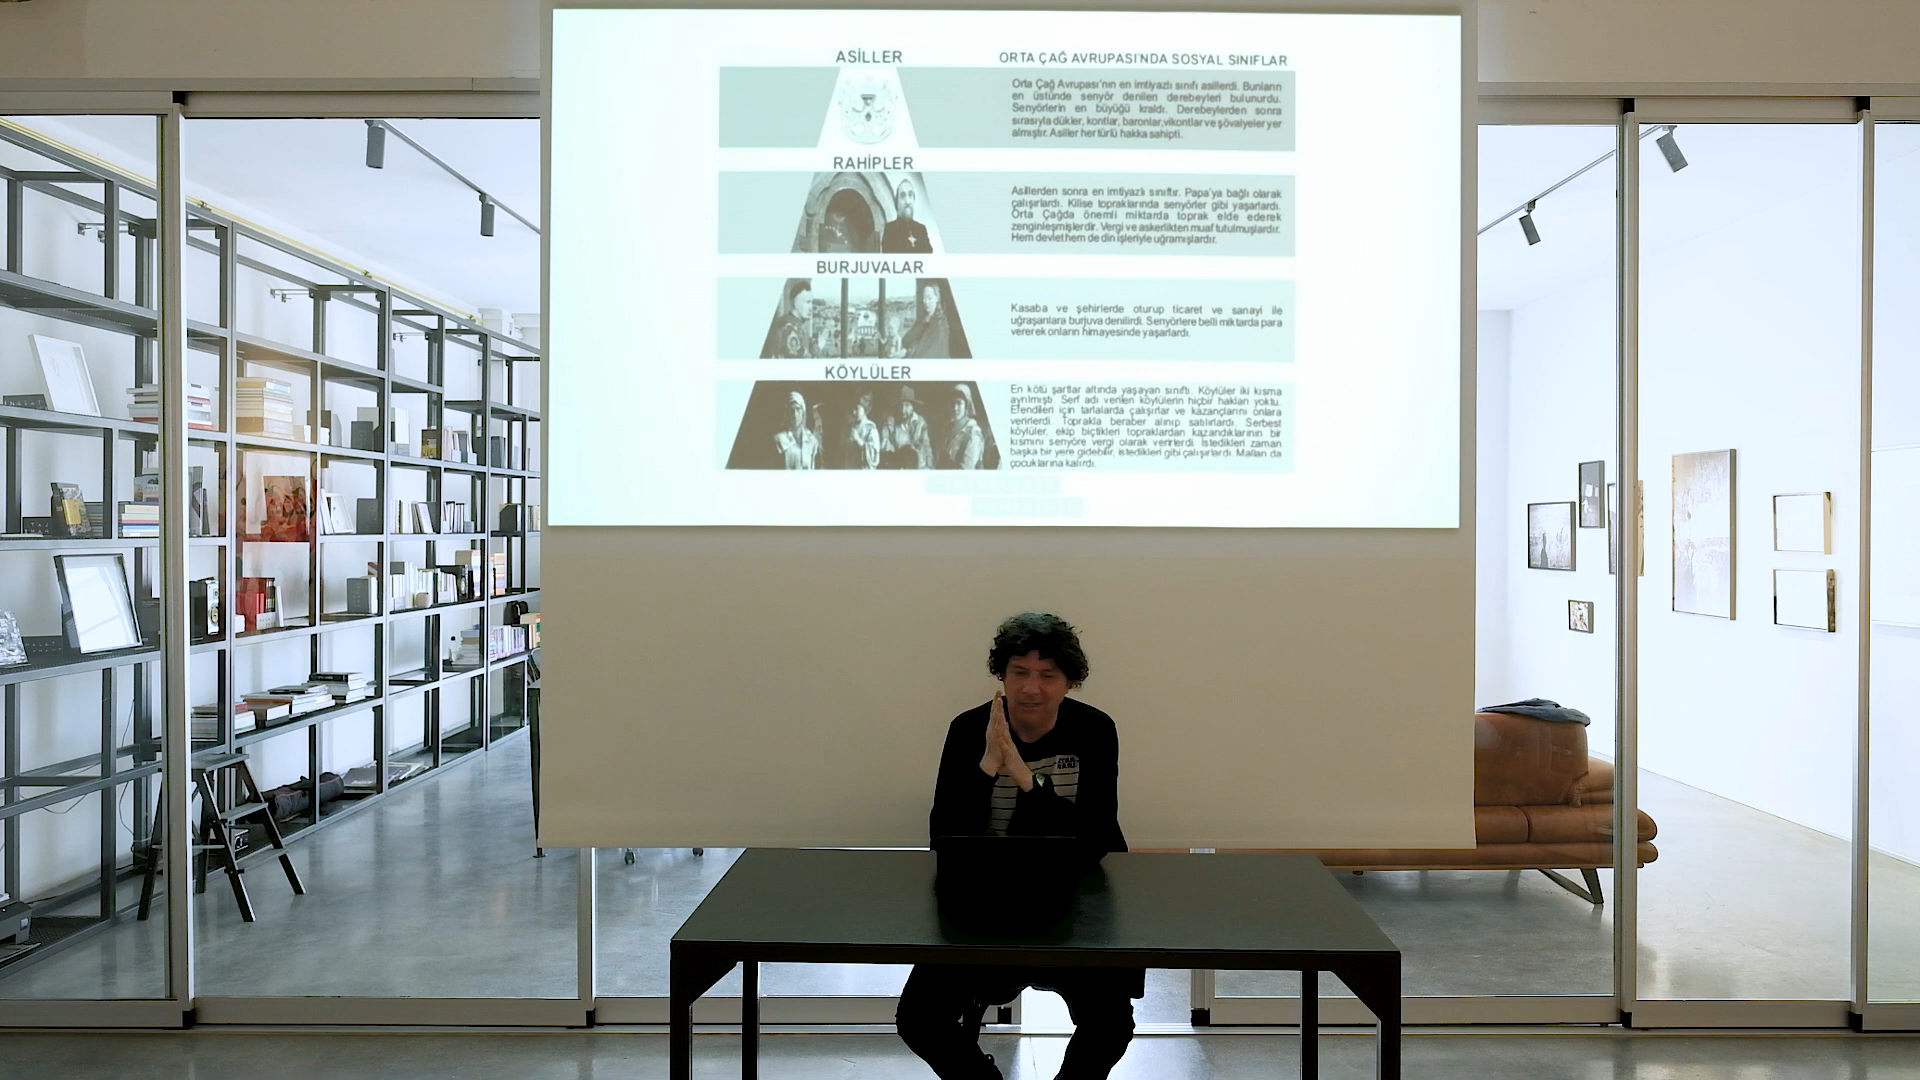 ASİLLER
ORTA ÇAĞ AVRUPASI'NDA SOSYAL SINIFLAR
Orta Çağ Avrupa'nın en imtiyazlı sınıfı asillerdi. Bunların
en üstünde senyör denilen derebeyleri bulunurdu.
Senyörlerin en büyüğü kraldı. Derebeylerden sonra
sırasıyla dükler, kontlar, baronlar,vikontlar ve şövalyeler yer
almıştır. Asiller her türlü hakka sahipti.
RAHİPLER
Asillerden sonra en imtiyazlı sınıftır. Papa'ya bağlı olarak
çalışırlardı. Kilise topraklarında senyörler gibi yaşarlardı.
Orta Çağda önemli miktarda toprak elde ederek
zenginleşmişlerdir. Vergi ve askerlikten muaf tutulmuşlardır.
Hem devlet hem de din işleriyle uğramışlardır.
BURJUVALAR
Kasaba ve şehirlerde oturup ticaret ve sanayi ile
uğraşanlara burjuva denilirdi. Senyörlere belli miktarda para
vererek onların himayesinde yaşarlardı.
KÖYLÜLER
En kötü şartlar altında yaşayan sınıftı. Köylüler iki kısma
ayrılmıştı. Serf adı verilen köylülerin hiçbir hakları yoktu.
Efendileri için tarlalarda çalışırlar ve kazançlarını onlara
verirlerdi. Toprakla beraber alınıp satılırlardı. Serbest
köylüler, ekip biçtikleri topraklardan kazandıklarının bir
kısmını senyöre vergi olarak verirlerdi. İstedikleri zaman
başka bir yere gidebilir, istedikleri gibi çalışırlardı. Malları da
çocuklarına kalırdı.
STAR
WARS